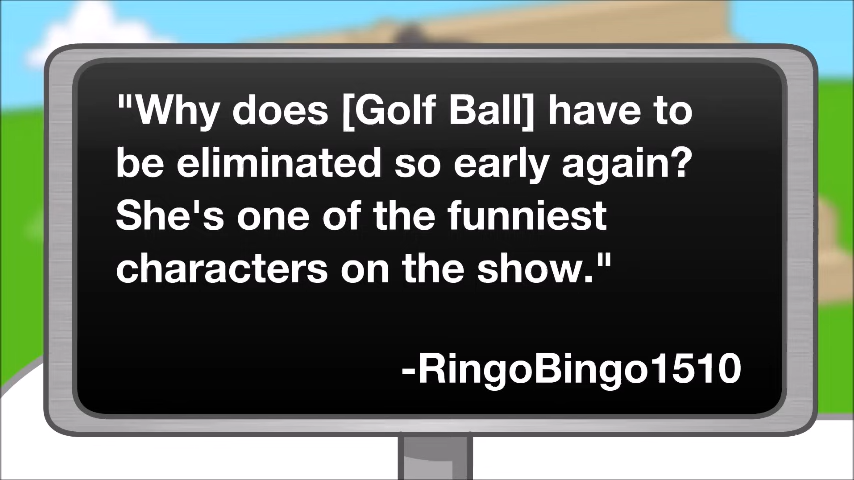 "Why does [Golf Ball] have to
be eliminated so early again?
She's one of the funniest
characters on the show."
-RingoBingo1510